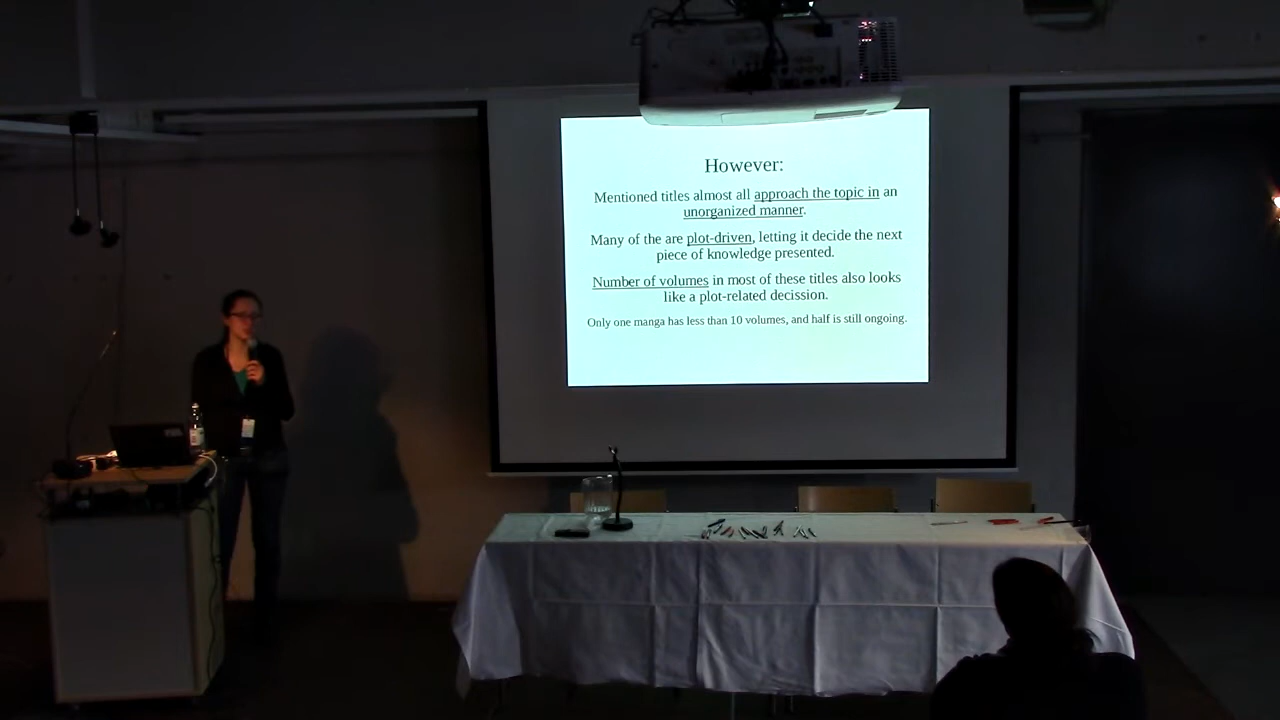 However:
Mentioned titles almost all approach the topic in an
unorganized manner.
Many of the are plot-driven, letting it decide the next
piece of knowledge presented.
Number of volumes in most of these titles also looks
like a plot-related decission.
Only one manga has less than 10 volumes, and half is still ongoing.